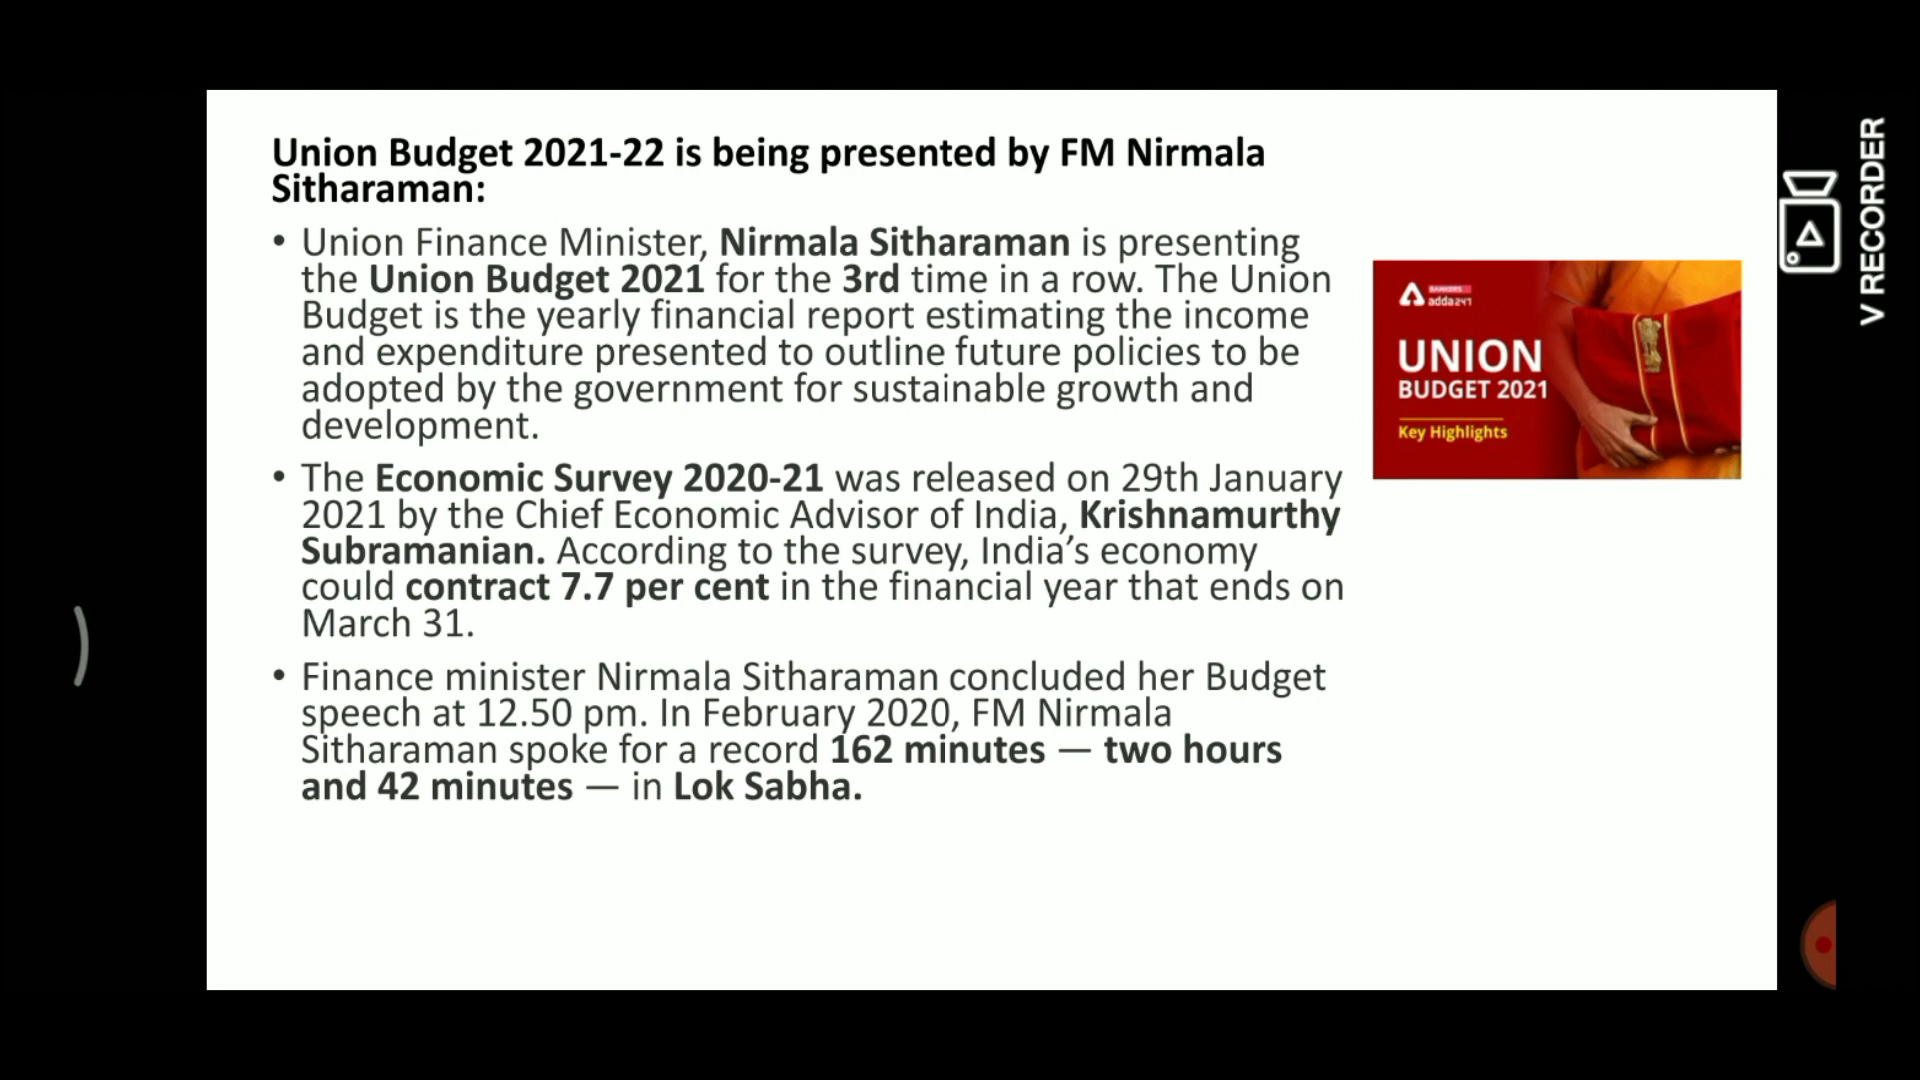 Union Budget 2021-22 is being presented by FM Nirmala
Sitharaman:
• Union Finance Minister, Nirmala Sitharaman is presenting
the Union Budget 2021 for the 3rd time in a row. The Union
Budget is the yearly financial report estimating the income
and expenditure presented to outline future policies to be
adopted by the government for sustainable growth and
development.
• The Economic Survey 2020-21 was released on 29th January
2021 by the Chief Economic Advisor of India, Krishnamurthy
Subramanian. According to the survey, India’s economy
could contract 7.7 per cent in the financial year that ends on
March 31.
• Finance minister Nirmala Sitharaman concluded her Budget
speech at 12.50 pm. In February 2020, FM Nirmala
Sitharaman spoke for a record 162 minutes — two hours
and 42 minutes — in Lok Sabha.
BANKERS
adda247
UNION
BUDGET 2021
Key Highlights
V RECORDER